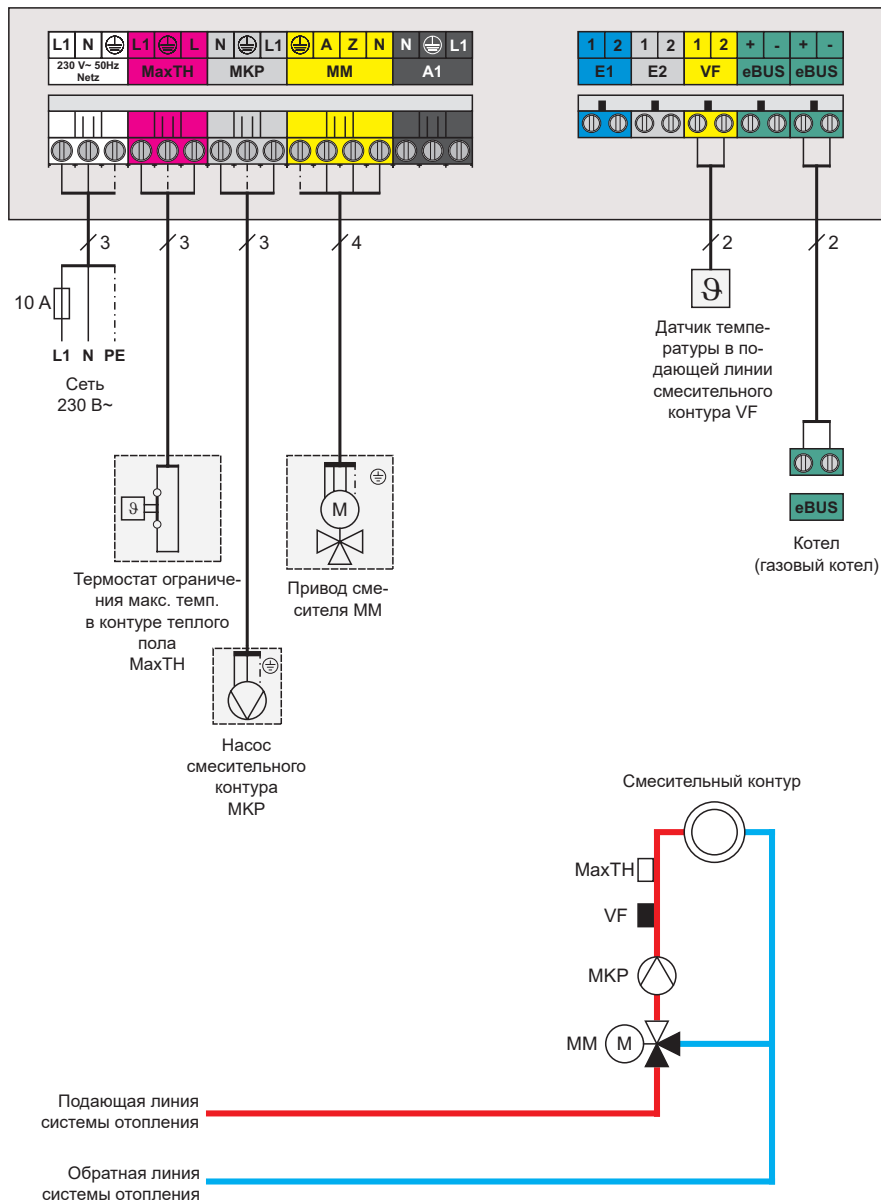 L1 N L1 L N L1 A Z N N L1
230 V~ 50Hz
Netz
MaxTH MKP MM A1
1 2 1 2 1 2 + - + -
E1 E2 VF eBUS eBUS
3 3 3 4 2 2
10 A
L1 N PE
Сеть
230 В~
ϑ
Датчик темпе-
ратуры в по-
дающей линии
смесительного
контура VF
eBUS
Котел
(газовый котел)
ϑ
Термостат ограниче-
ния макс. темп.
в контуре теплого
пола
MaxTH
M
Привод сме-
сителя ММ
Насос
смесительного
контура
МКР
Смесительный контур
MaxTH
VF
MKP
MM M
Подающая линия
системы отопления
Обратная линия
системы отопления